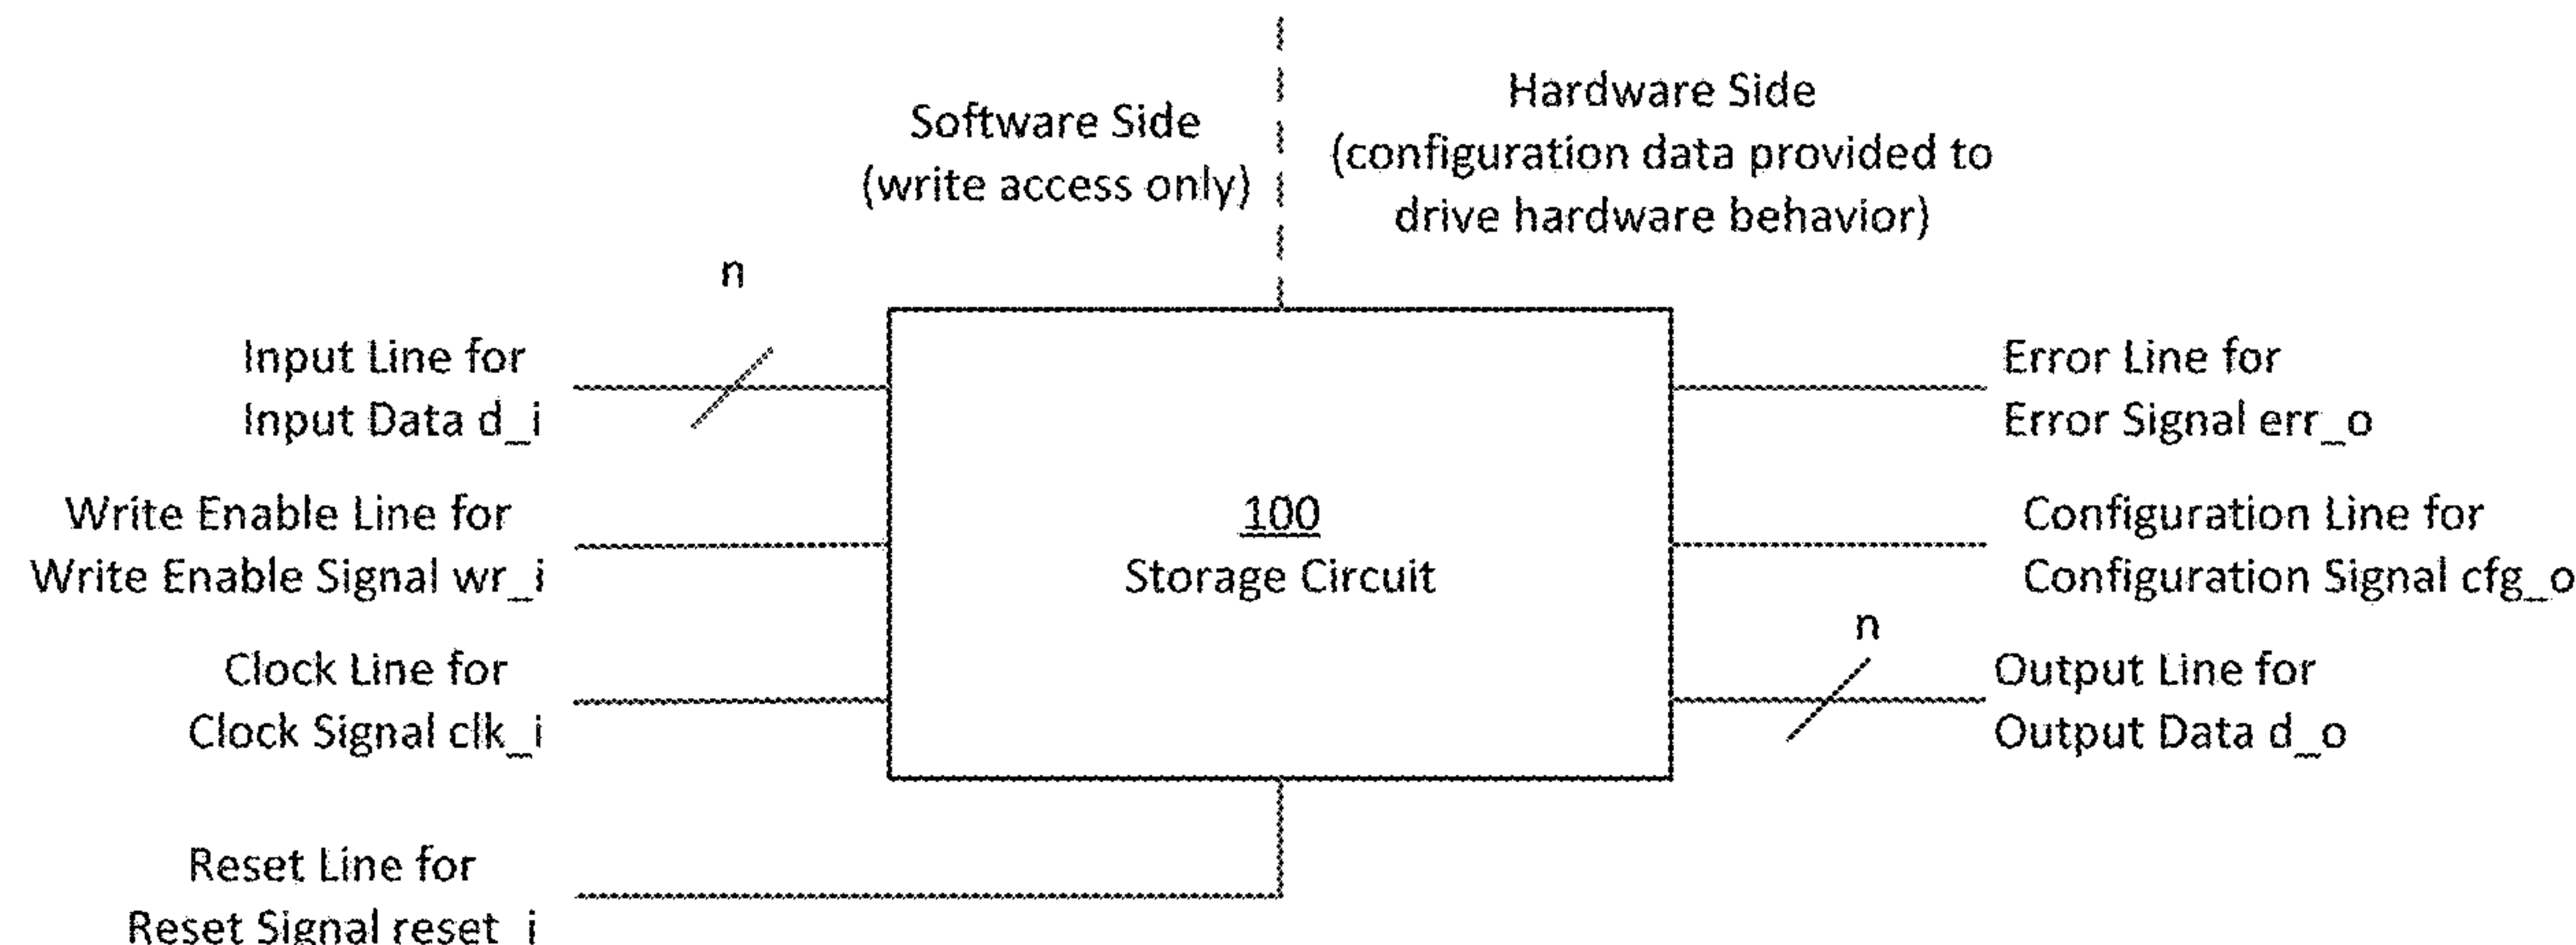 Software Side
(write access only)
Hardware Side
(configuration data provided to
drive hardware behavior)
n
Input Line for
Input Data d_i
Write Enable Line for
Write Enable Signal wr_i
Clock Line for
Clock Signal clk_i
Reset Line for
Reset Signal reset_i
100
Storage Circuit
Error Line for
Error Signal err_o
Configuration Line for
Configuration Signal cfg_o
n
Output Line for
Output Data d_o